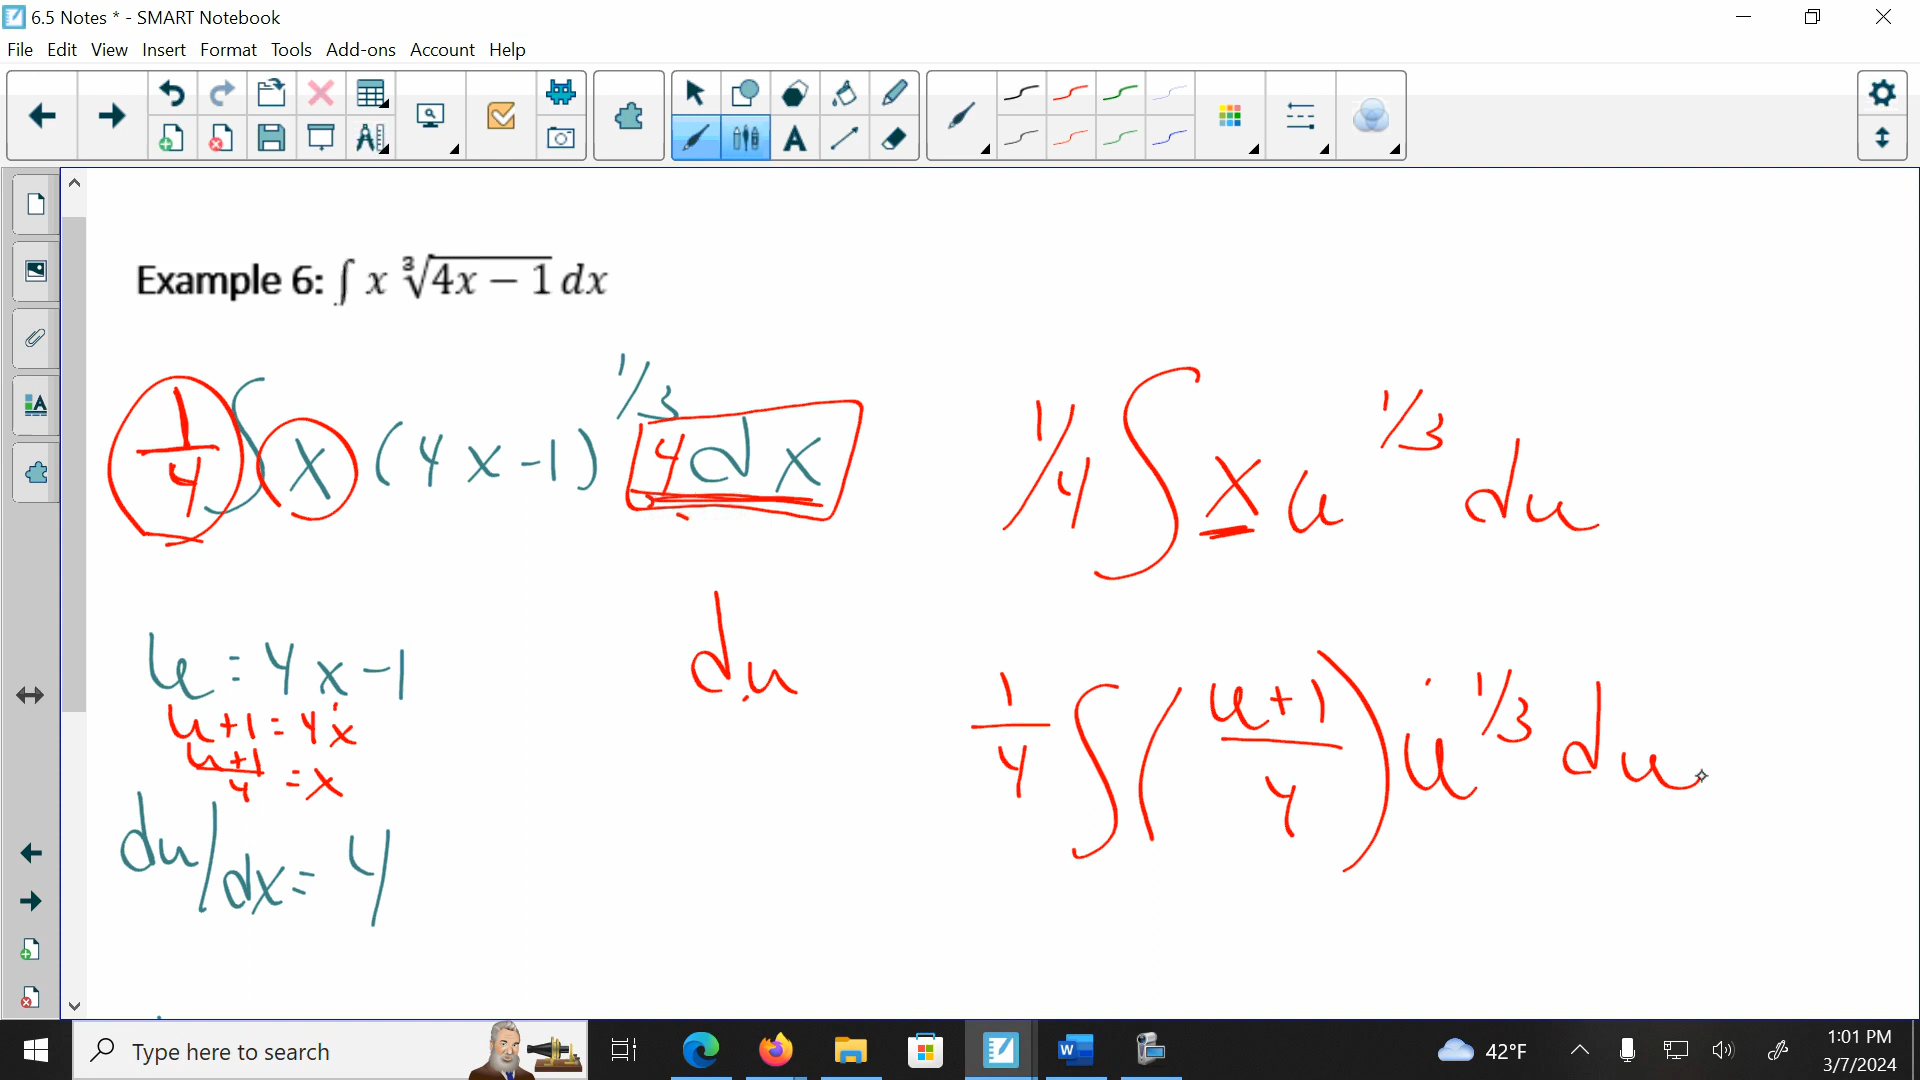 6.5 Notes * - SMART Notebook
File Edit View Insert Format Tools Add-ons Account Help
Example 6: ∫ x ∛(4x − 1) dx
1/4 ∫ x (4x-1)^1/3 4dx
1/4 ∫ x u^1/3 du
du
u = 4x-1
u+1 = 4x
(u+1)/4 = x
du/dx = 4
1/4 ∫ ((u+1)/4) u^1/3 du
Type here to search
42°F
1:01 PM
3/7/2024